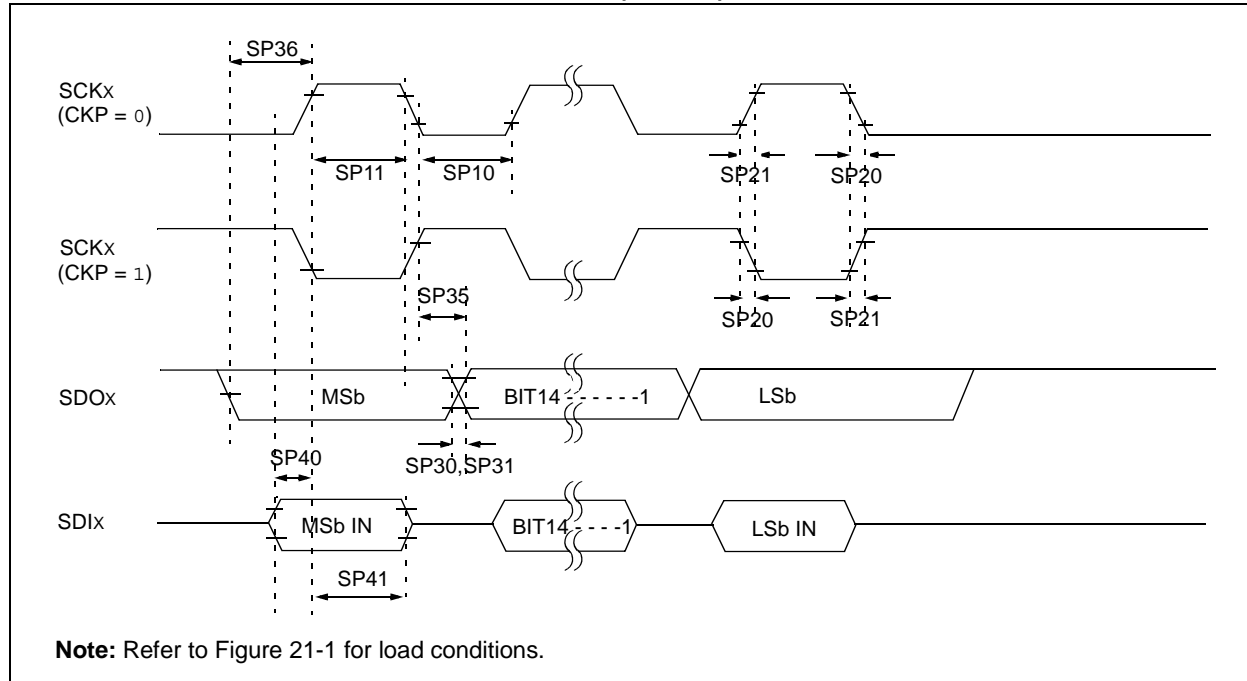 SP36
SCKX
(CKP = 0)
SP11
SP10
SP21
SP20
SCKX
(CKP = 1)
SP35
SP20
SP21
SDOX
MSb
BIT14 - - - - - -1
LSb
SP40
SP30,SP31
SDIX
MSb IN
BIT14 - - - - -1
LSb IN
SP41
Note: Refer to Figure 21-1 for load conditions.